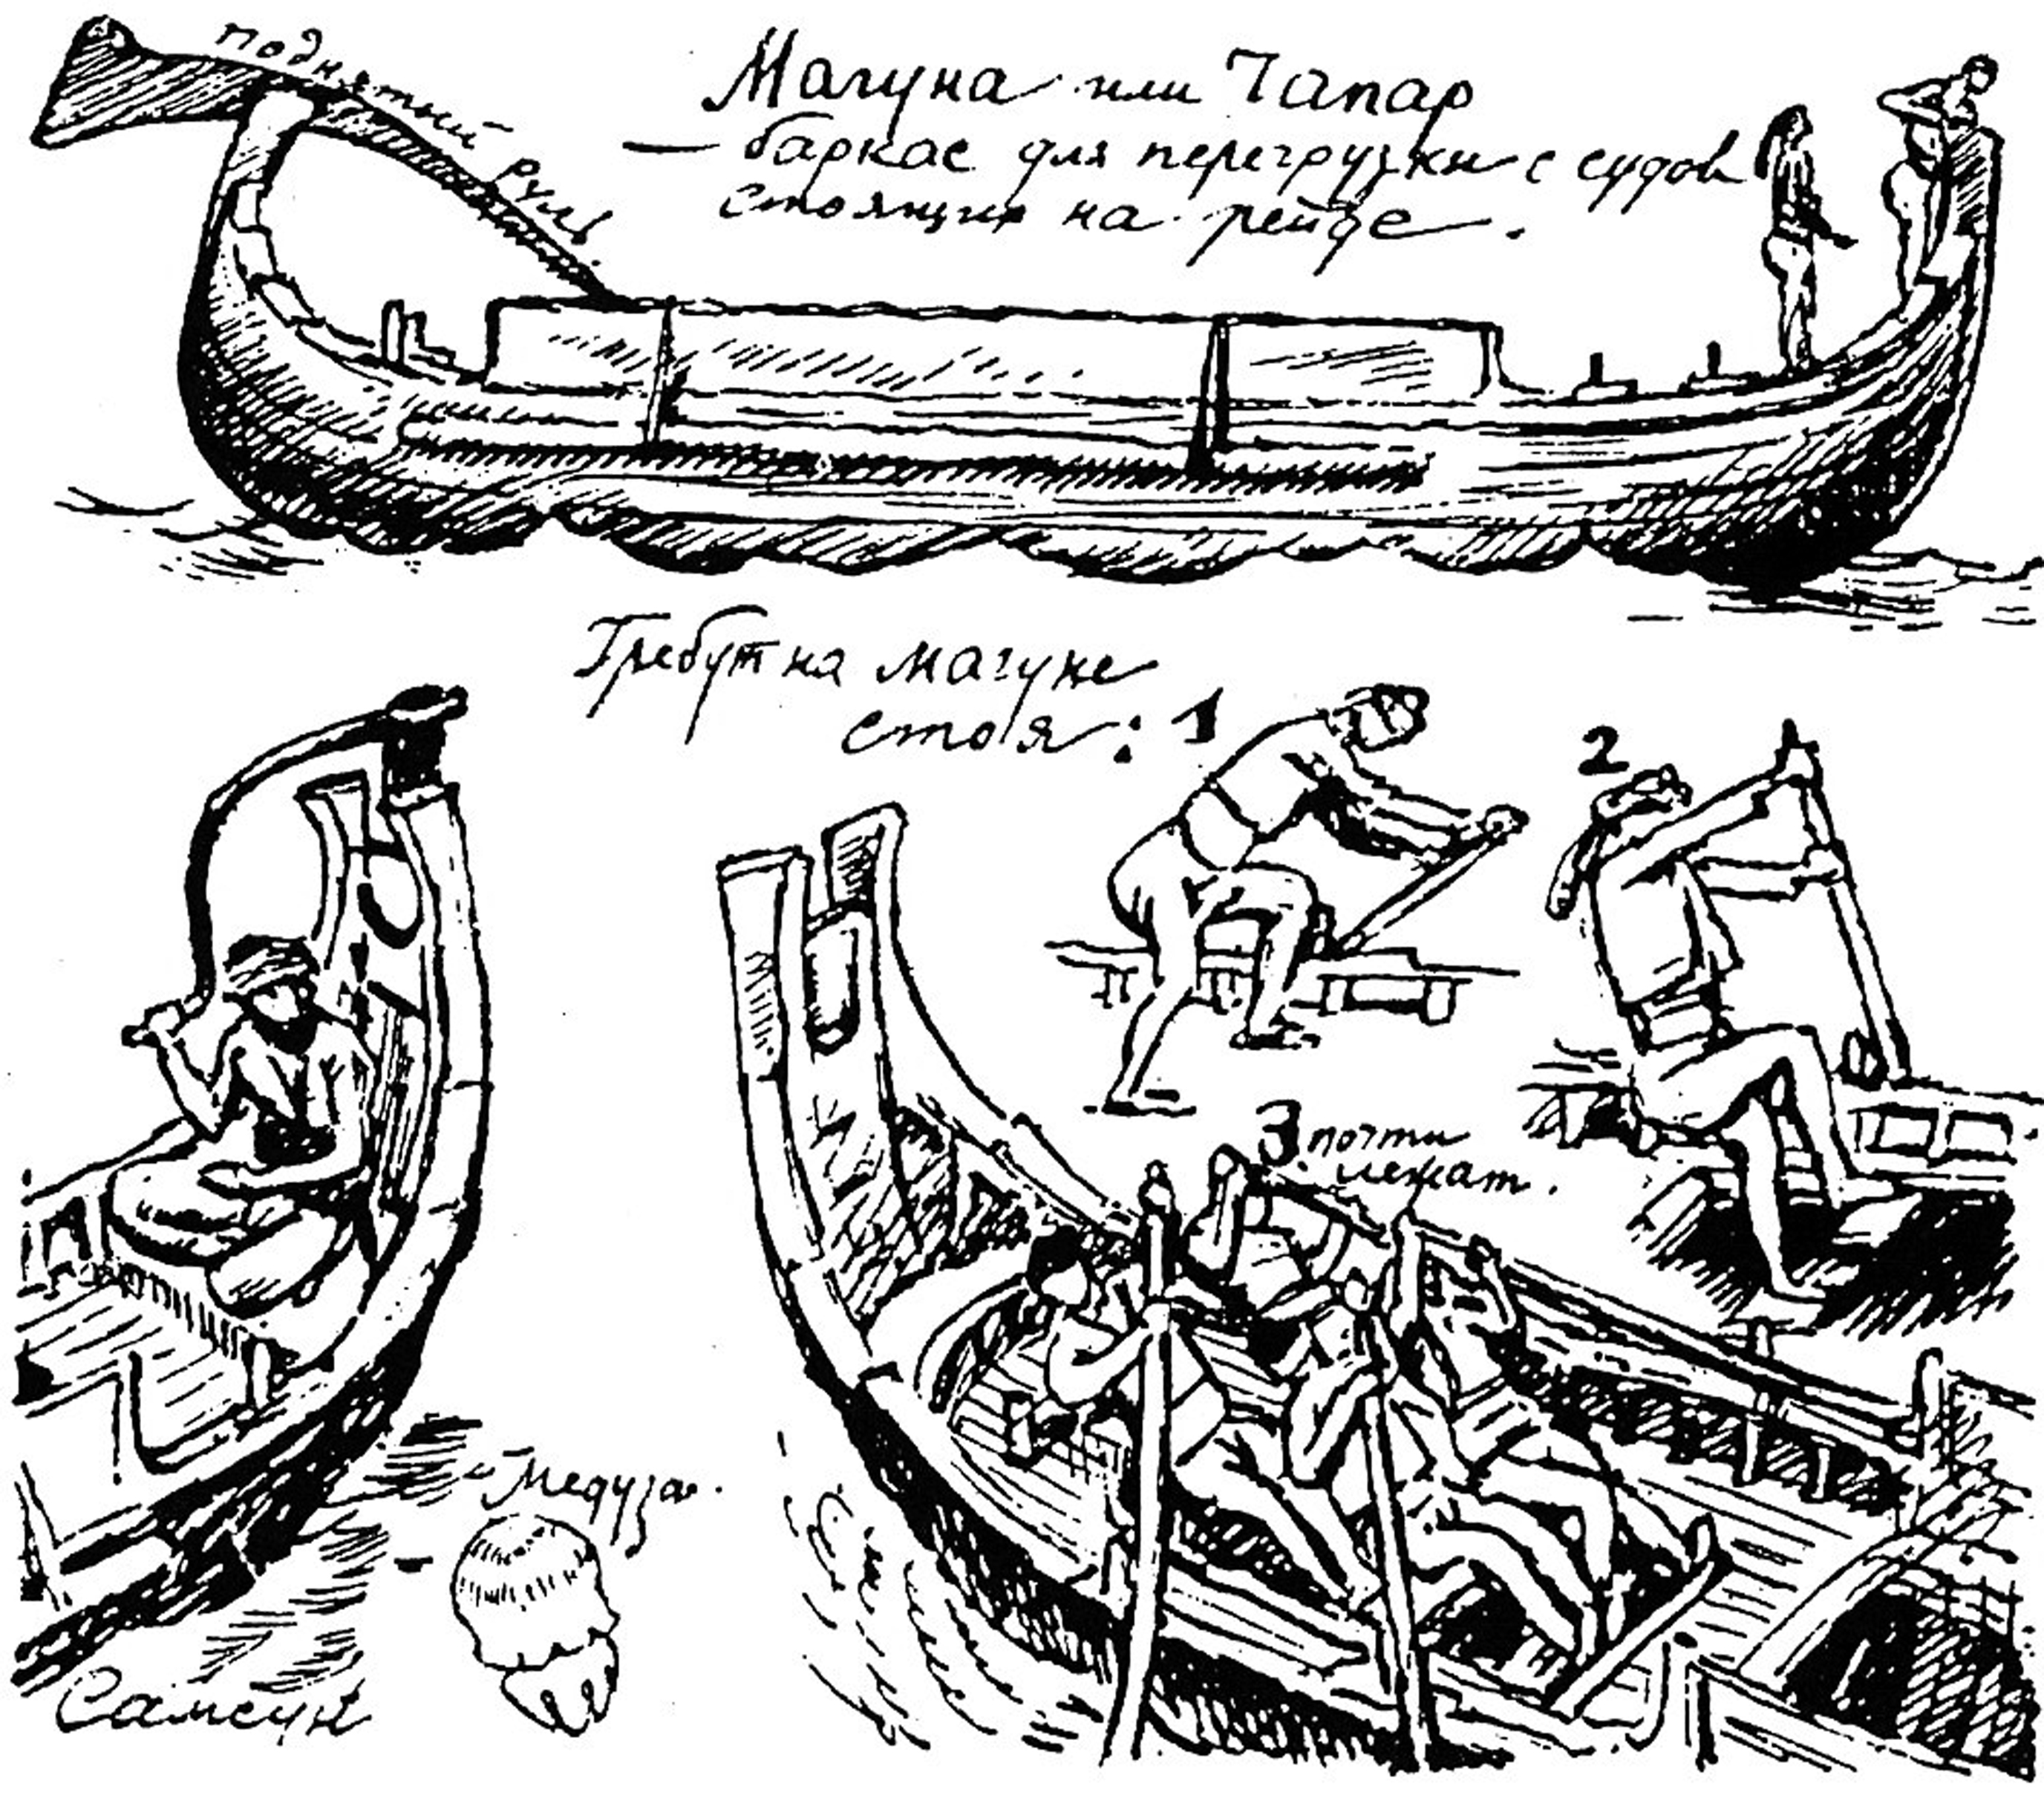 поднятый руль
Магуна или Чапар
— баркас для перегрузки с судов
стоящих на рейде.
Гребут на магуне
стоя: 1
2
3 почти
лежат.
Медуза.
Самсун